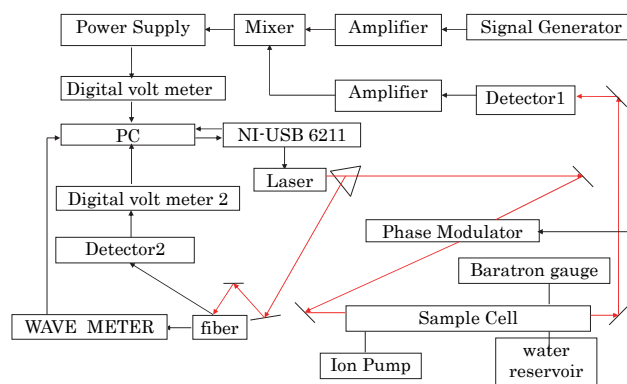 Power Supply
Mixer
Amplifier
Signal Generator
Digital volt meter
Amplifier
Detector1
PC
NI-USB 6211
Laser
Digital volt meter 2
Phase Modulator
Detector2
Baratron gauge
WAVE METER
fiber
Sample Cell
Ion Pump
water
reservoir